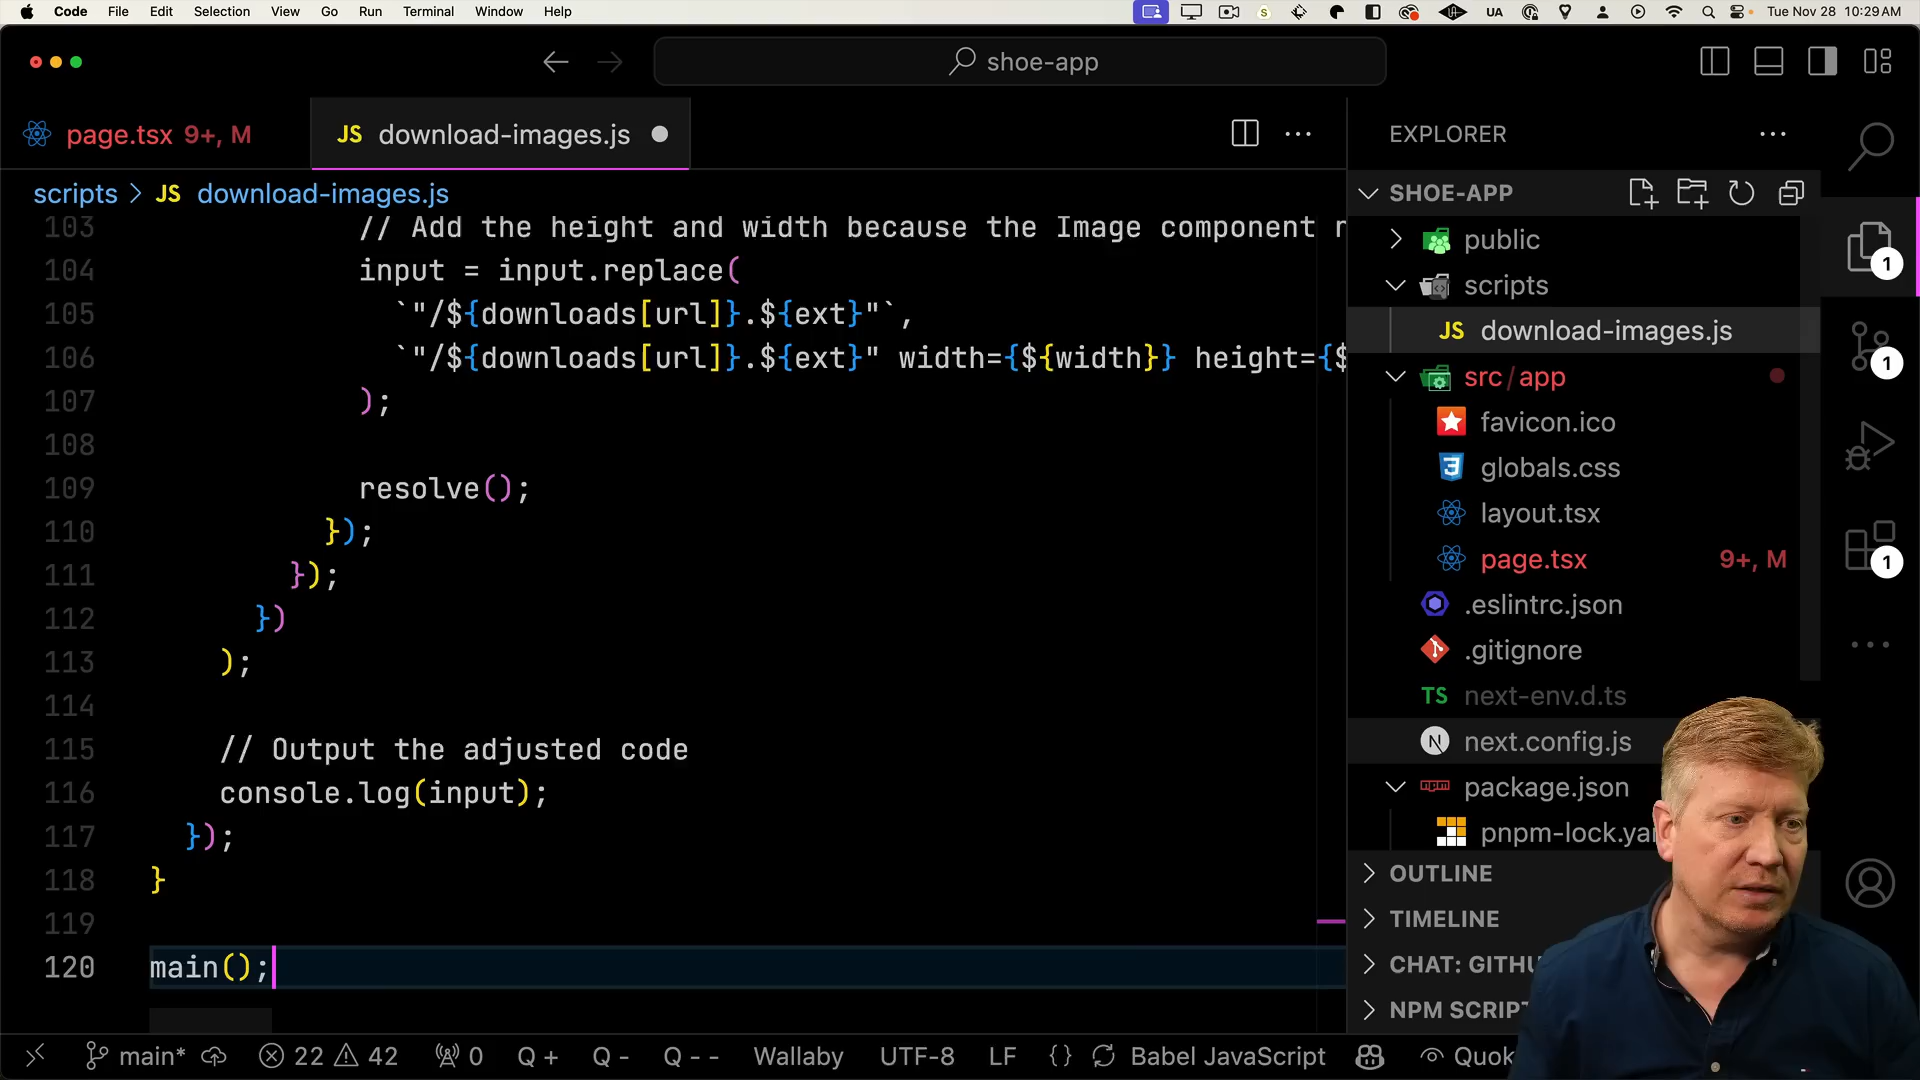 Code File Edit Selection View Go Run Terminal Window Help
UA Tue Nov 28 10:29 AM
shoe-app
page.tsx 9+, M
JS download-images.js
EXPLORER
scripts > JS download-images.js
SHOE-APP
103 // Add the height and width because the Image component
104 input = input.replace(
105 `"/${downloads[url]}.${ext}"`,
106 `"/${downloads[url]}.${ext}" width={${width}} height={$
107 );
108
109 resolve();
110 });
111 });
112 })
113 );
114
115 // Output the adjusted code
116 console.log(input);
117 });
118 }
119
120 main();
public
scripts
JS download-images.js
src/app
favicon.ico
globals.css
layout.tsx
page.tsx 9+, M
.eslintrc.json
.gitignore
TS next-env.d.ts
N next.config.js
package.json
pnpm-lock.ya
OUTLINE
TIMELINE
CHAT: GITHU
NPM SCRIPT
1
1
1
main* 22 42 0 Q+ Q- Q-- Wallaby UTF-8 LF {} Babel JavaScript Quok